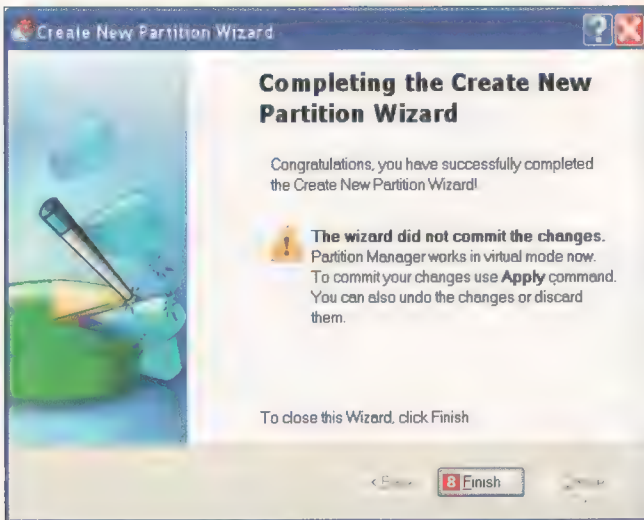 Create New Partition Wizard
Completing the Create New
Partition Wizard
Congratulations, you have successfully completed
the Create New Partition Wizard!
The wizard did not commit the changes.
Partition Manager works in virtual mode now.
To commit your changes use Apply command.
You can also undo the changes or discard
them.
To close this Wizard, click Finish
8 Finish